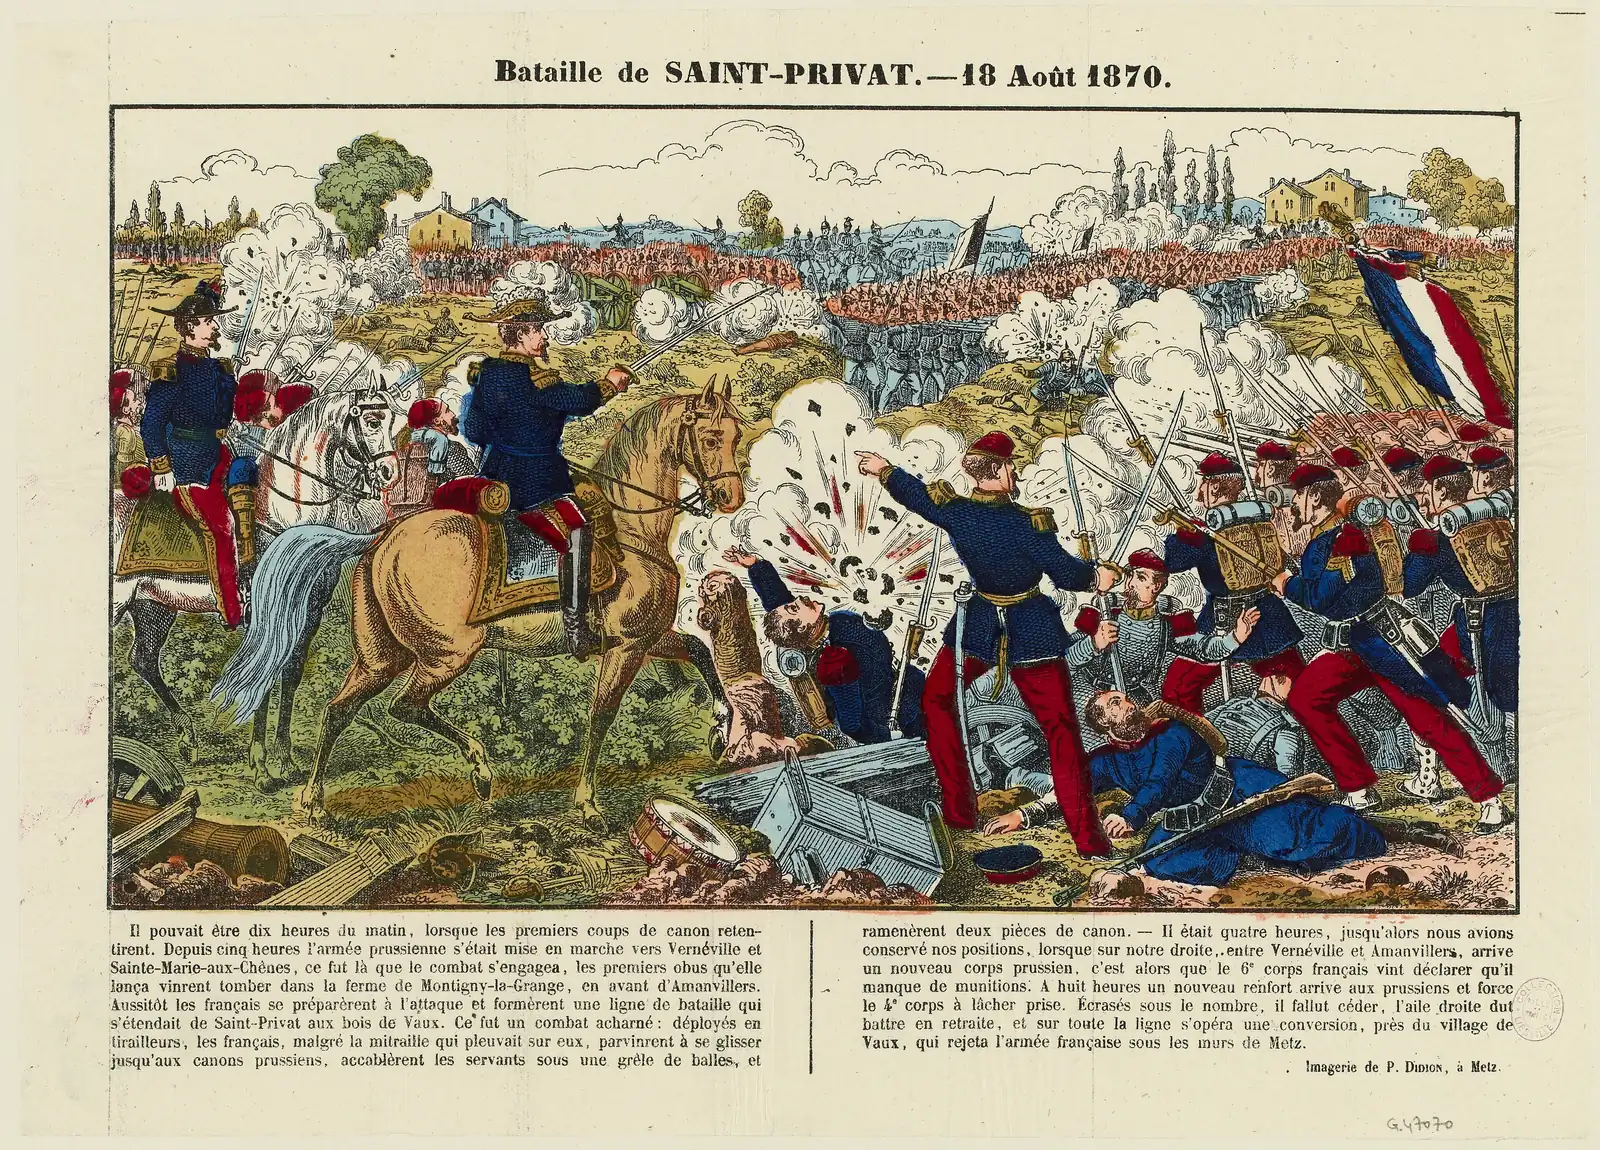 Bataille de SAINT-PRIVAT.—18 Août 1870.
Il pouvait être dix heures du matin, lorsque les premiers coups de canon reten-
tirent. Depuis cinq heures l'armée prussienne s'était mise en marche vers Vernéville et
Sainte-Marie-aux-Chênes, ce fut là que le combat s'engagea, les premiers obus qu'elle
lança vinrent tomber dans la ferme de Montigny-la-Grange, en avant d'Amanvillers.
Aussitôt les français se préparèrent à l'attaque et formèrent une ligne de bataille qui
s'étendait de Saint-Privat aux bois de Vaux. Ce fut un combat acharné : déployés en
tirailleurs, les français, malgré la mitraille qui pleuvait sur eux, parvinrent à se glisser
jusqu'aux canons prussiens, accablèrent les servants sous une grêle de balles, et
ramenèrent deux pièces de canon. — Il était quatre heures, jusqu'alors nous avions
conservé nos positions, lorsque sur notre droite, entre Vernéville et Amanvillers, arrive
un nouveau corps prussien, c'est alors que le 6e corps français vint déclarer qu'il
manque de munitions. A huit heures un nouveau renfort arrive aux prussiens et force
le 4e corps à lâcher prise. Écrasés sous le nombre, il fallut céder, l'aile droite dut
battre en retraite, et sur toute la ligne s'opéra une conversion, près du village de
Vaux, qui rejeta l'armée française sous les murs de Metz.
Imagerie de P. DIDION, à Metz.
G.47070